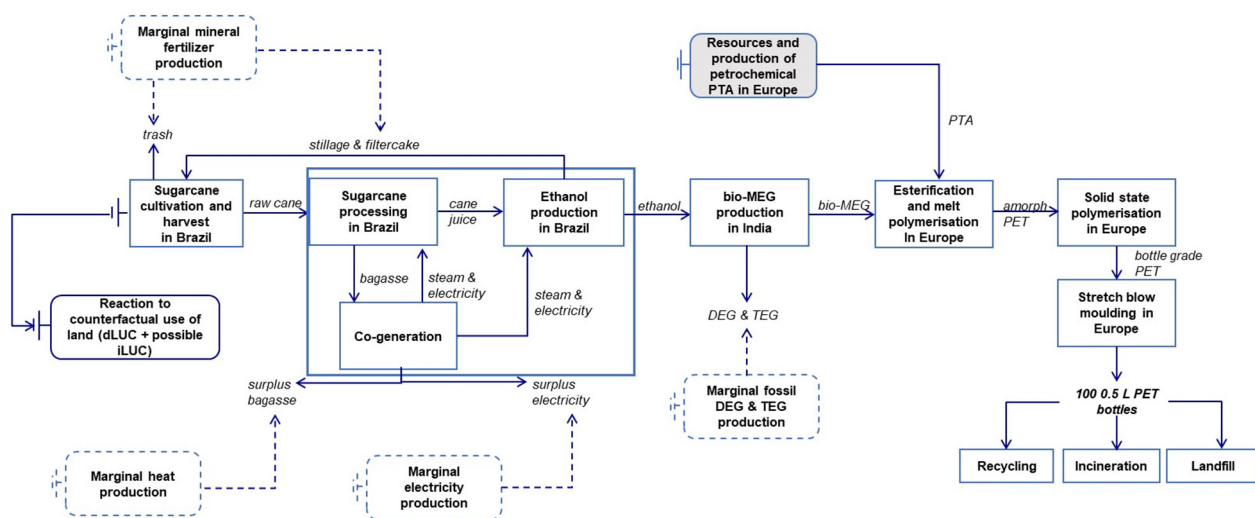 Marginal mineral
fertilizer
production
Resources and
production of
petrochemical
PTA in Europe
trash
PTA
stillage & filtercake
Sugarcane
cultivation and
harvest
in Brazil
raw cane
Sugarcane
processing
in Brazil
cane
juice
Ethanol
production
in Brazil
ethanol
bio-MEG
production
in India
bio-MEG
Esterification
and melt
polymerisation
In Europe
amorph
PET
Solid state
polymerisation
in Europe
bagasse
steam &
electricity
steam &
electricity
bottle grade
PET
Reaction to
counterfactual use of
land (dLUC + possible
iLUC)
Co-generation
DEG & TEG
Stretch blow
moulding in
Europe
surplus
bagasse
surplus
electricity
Marginal fossil
DEG & TEG
production
100 0.5 L PET
bottles
Marginal heat
production
Marginal
electricity
production
Recycling
Incineration
Landfill